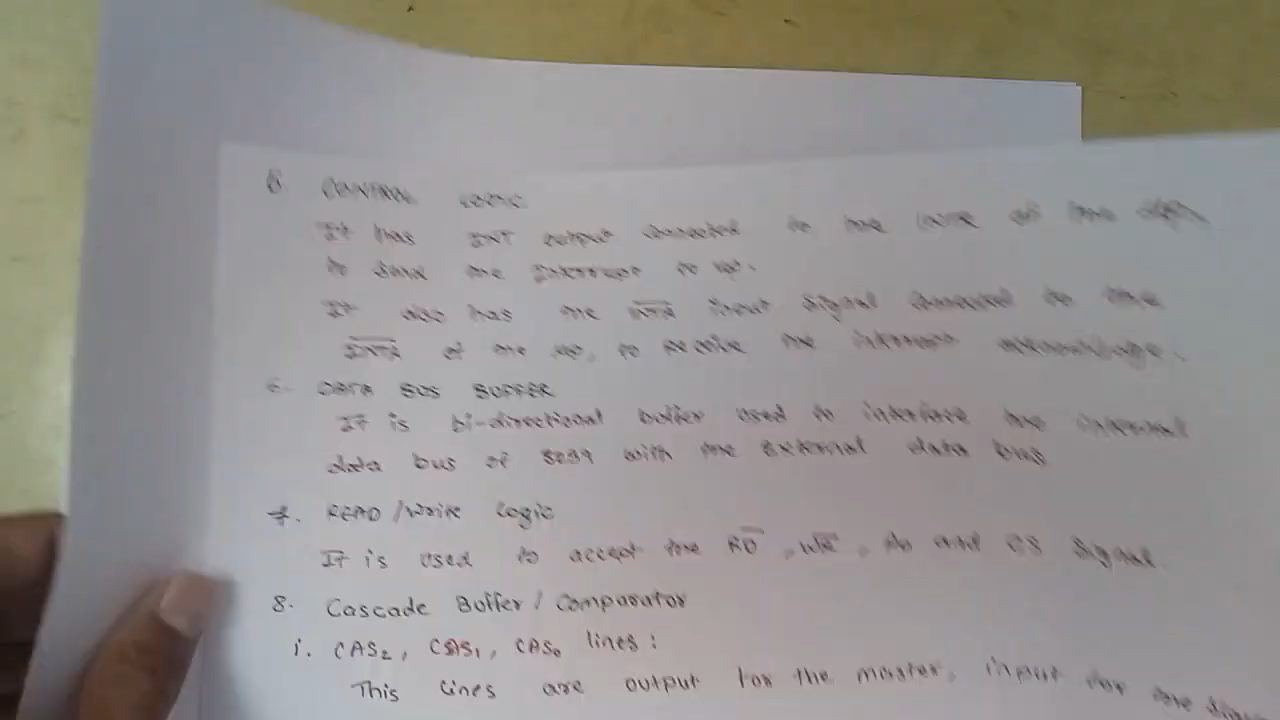 CONTROL LOGIC
It has INT output connected to the INTR of the
to send the Interrupt to up.
It also has the INTA input signal connected to the
INTA of the up, to receive the interrupt acknowledge.
DATA BUS BUFFER
It is bi-directional buffer used to interface the internal
data bus of 8259 with the external data bus
7. READ/Write Logic
It is used to accept the RD, WR, A0 and CS signal
8. Cascade Buffer/Comparator
i. CAS2, CAS1, CAS0 lines:
This lines are output for the master, input for the